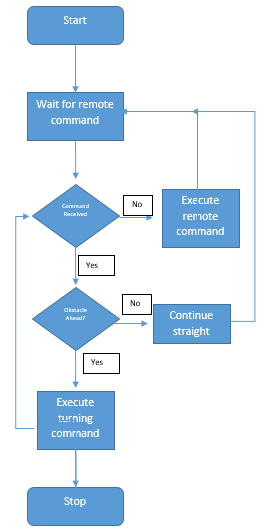 Start
Wait for remote
command
Command
Received
No
Execute
remote
command
Yes
Obstacle
Ahead?
No
Continue
straight
Yes
Execute
turning
command
Stop